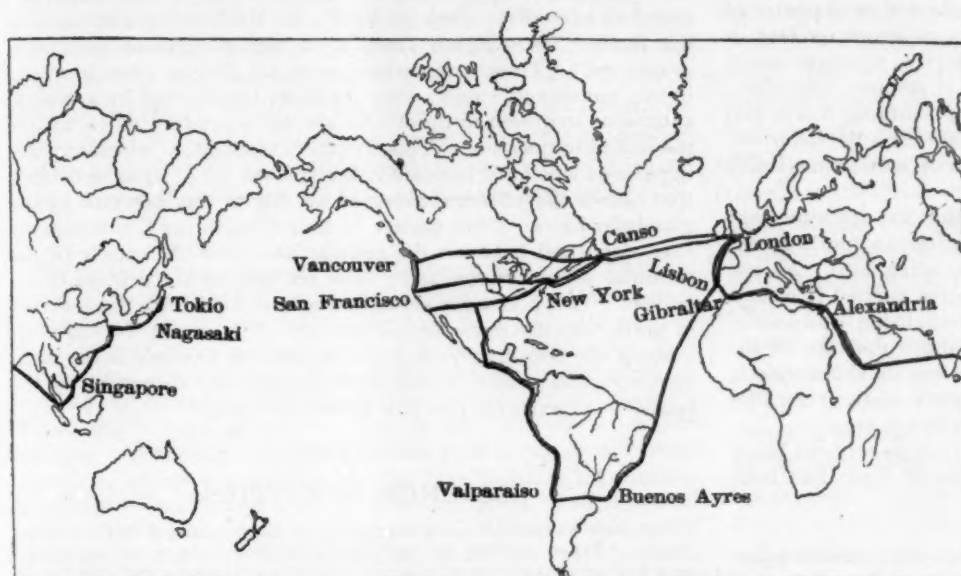 Canso
London
Vancouver
Lisbon
San Francisco
New York
Gibraltar
Alexandria
Tokio
Nagasaki
Singapore
Valparaiso
Buenos Ayres